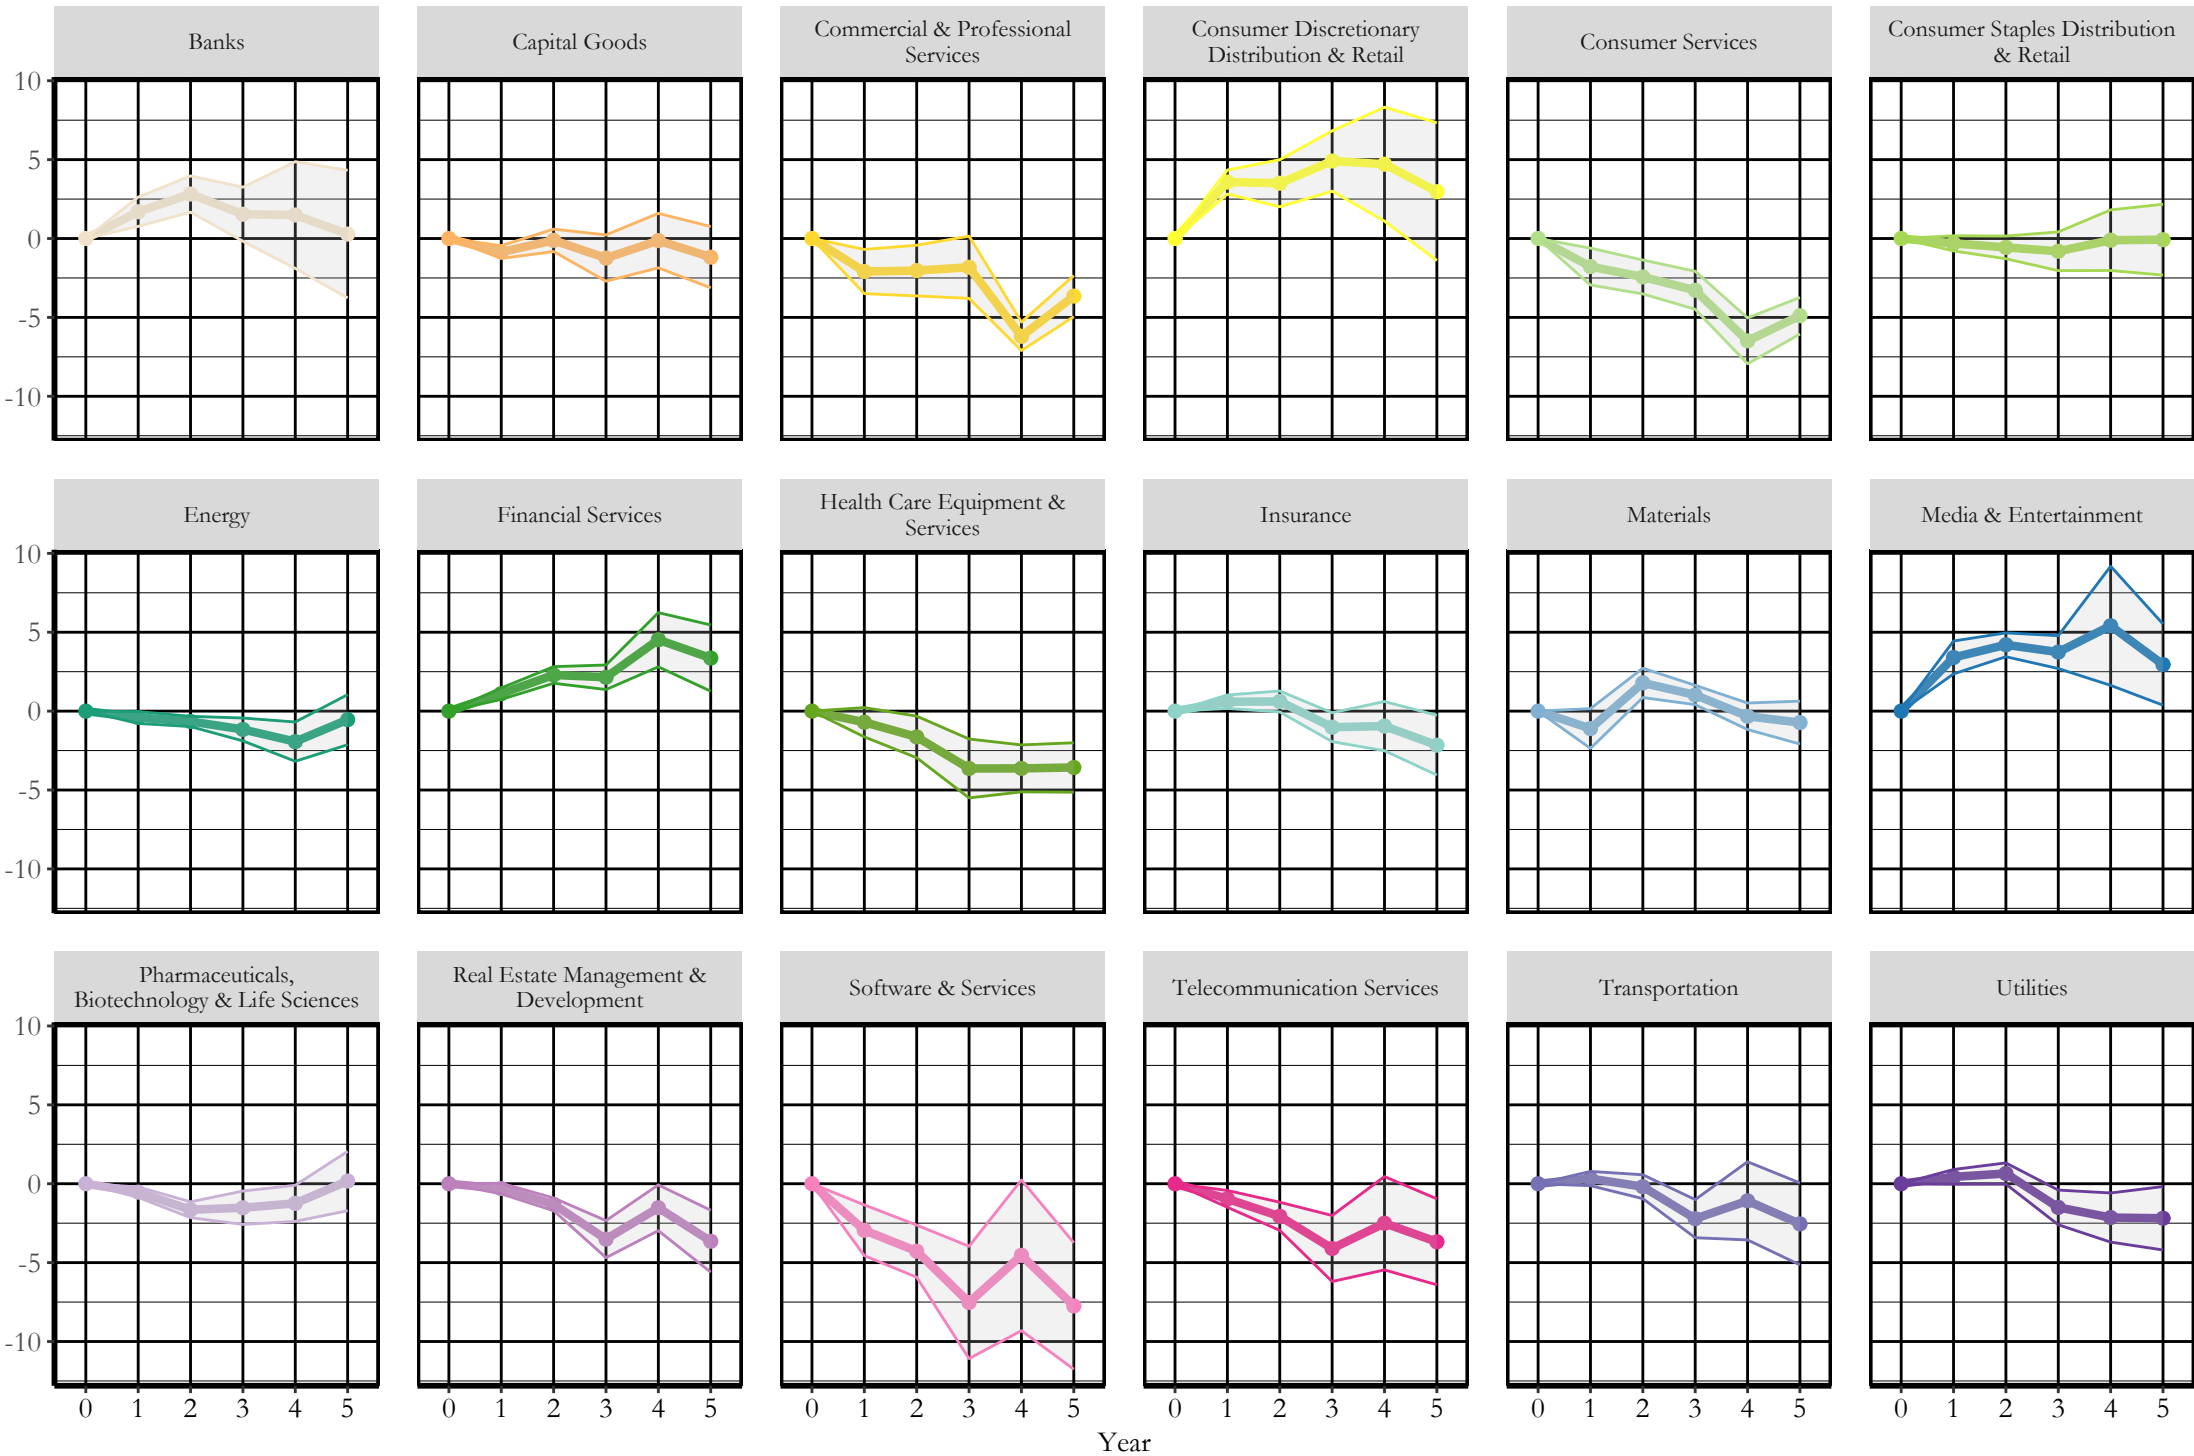 Banks
Capital Goods
Commercial & Professional
Services
Consumer Discretionary
Distribution & Retail
Consumer Services
Consumer Staples Distribution
& Retail
10
5
0
-5
-10
Energy
Financial Services
Health Care Equipment &
Services
Insurance
Materials
Media & Entertainment
10
5
0
-5
-10
Pharmaceuticals,
Biotechnology & Life Sciences
Real Estate Management &
Development
Software & Services
Telecommunication Services
Transportation
Utilities
10
5
0
-5
-10
0 1 2 3 4 5
0 1 2 3 4 5
0 1 2 3 4 5
0 1 2 3 4 5
0 1 2 3 4 5
0 1 2 3 4 5
Year